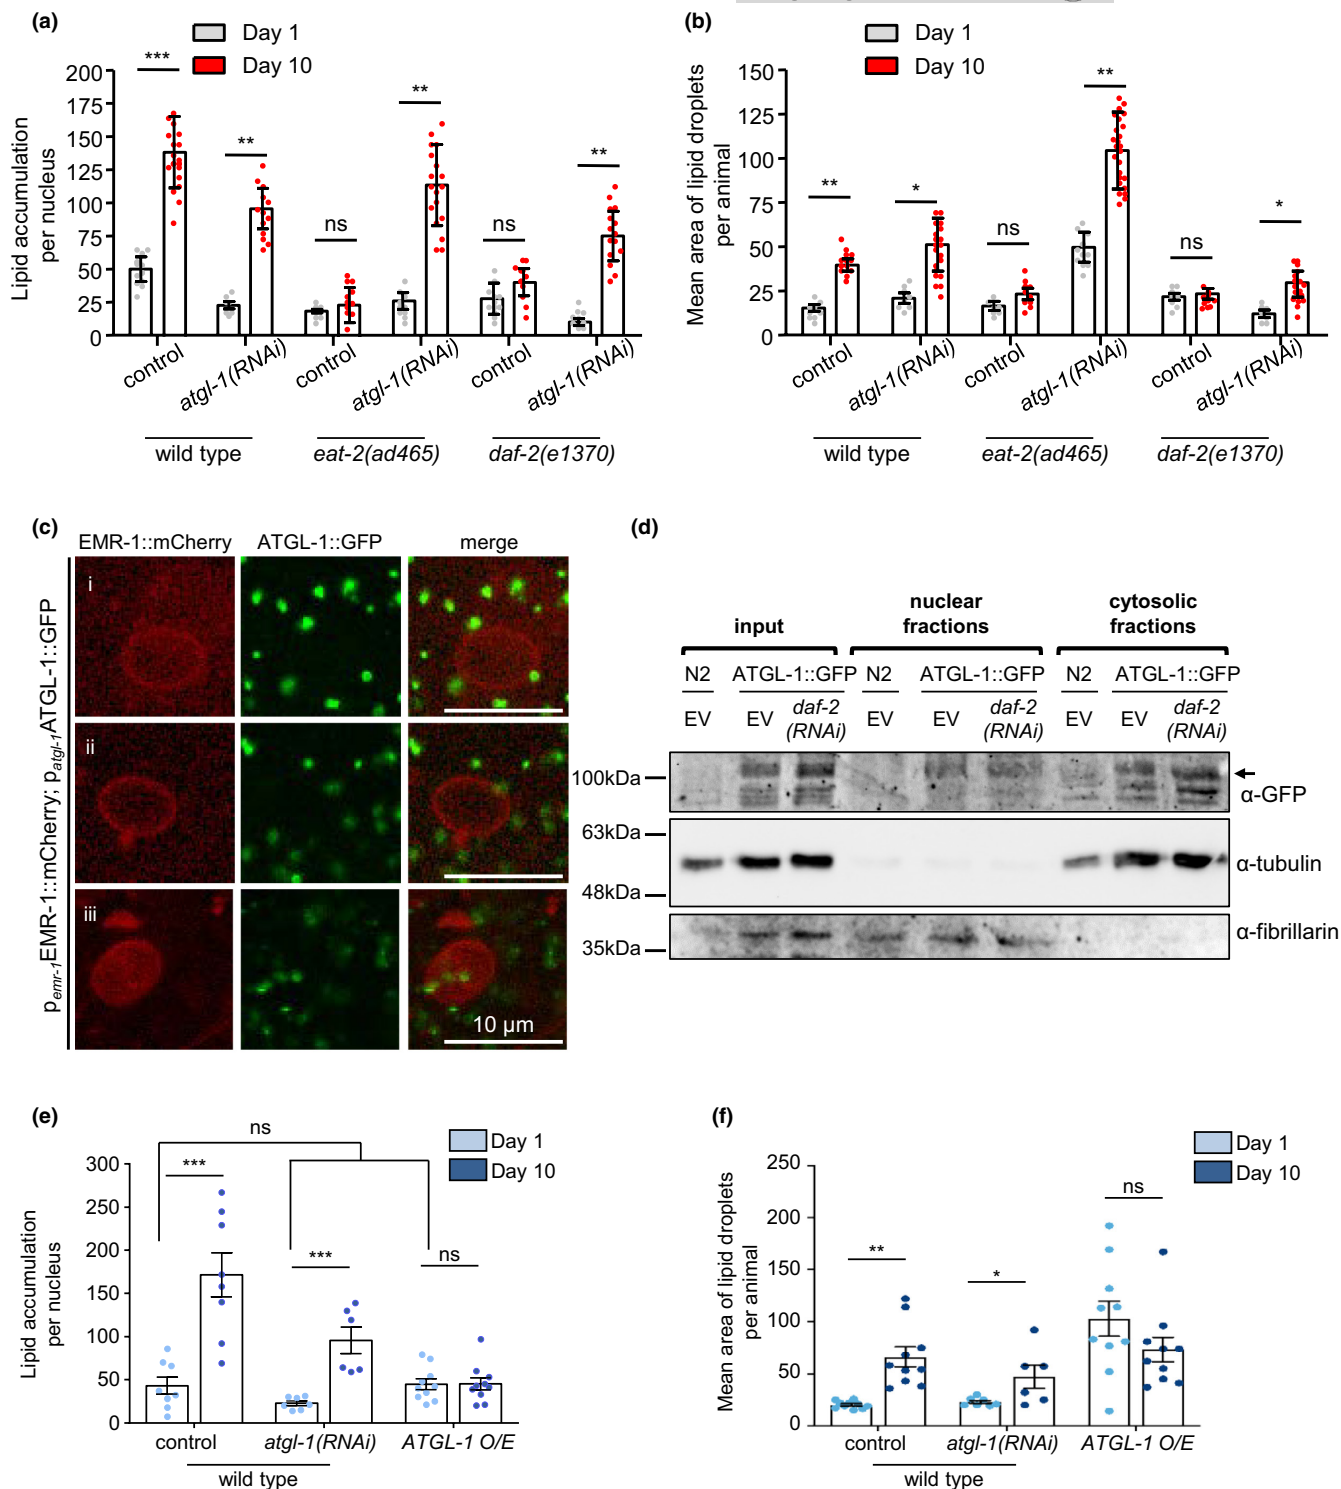 (a)
Day 1
Day 10
Lipid accumulation
per nucleus
200
175
150
125
100
75
50
25
0
***
**
ns
**
ns
**
control
atgl-1(RNAi)
control
atgl-1(RNAi)
control
atgl-1(RNAi)
wild type
eat-2(ad465)
daf-2(e1370)
(b)
Day 1
Day 10
Mean area of lipid droplets
per animal
150
125
100
75
50
25
0
**
*
ns
**
ns
*
control
atgl-1(RNAi)
control
atgl-1(RNAi)
control
atgl-1(RNAi)
wild type
eat-2(ad465)
daf-2(e1370)
(c)
EMR-1::mCherry
ATGL-1::GFP
merge
pemr-1EMR-1::mCherry; patgl-1ATGL-1::GFP
i
ii
iii
10 μm
(d)
input
nuclear
fractions
cytosolic
fractions
N2
ATGL-1::GFP
N2
ATGL-1::GFP
N2
ATGL-1::GFP
EV
EV
daf-2
(RNAi)
EV
EV
daf-2
(RNAi)
EV
EV
daf-2
(RNAi)
100kDa
63kDa
48kDa
35kDa
α-GFP
α-tubulin
α-fibrillarin
(e)
Day 1
Day 10
Lipid accumulation
per nucleus
300
250
200
150
100
50
0
ns
***
***
ns
control
atgl-1(RNAi)
ATGL-1 O/E
wild type
(f)
Day 1
Day 10
Mean area of lipid droplets
per animal
250
200
150
100
50
0
**
*
ns
control
atgl-1(RNAi)
ATGL-1 O/E
wild type